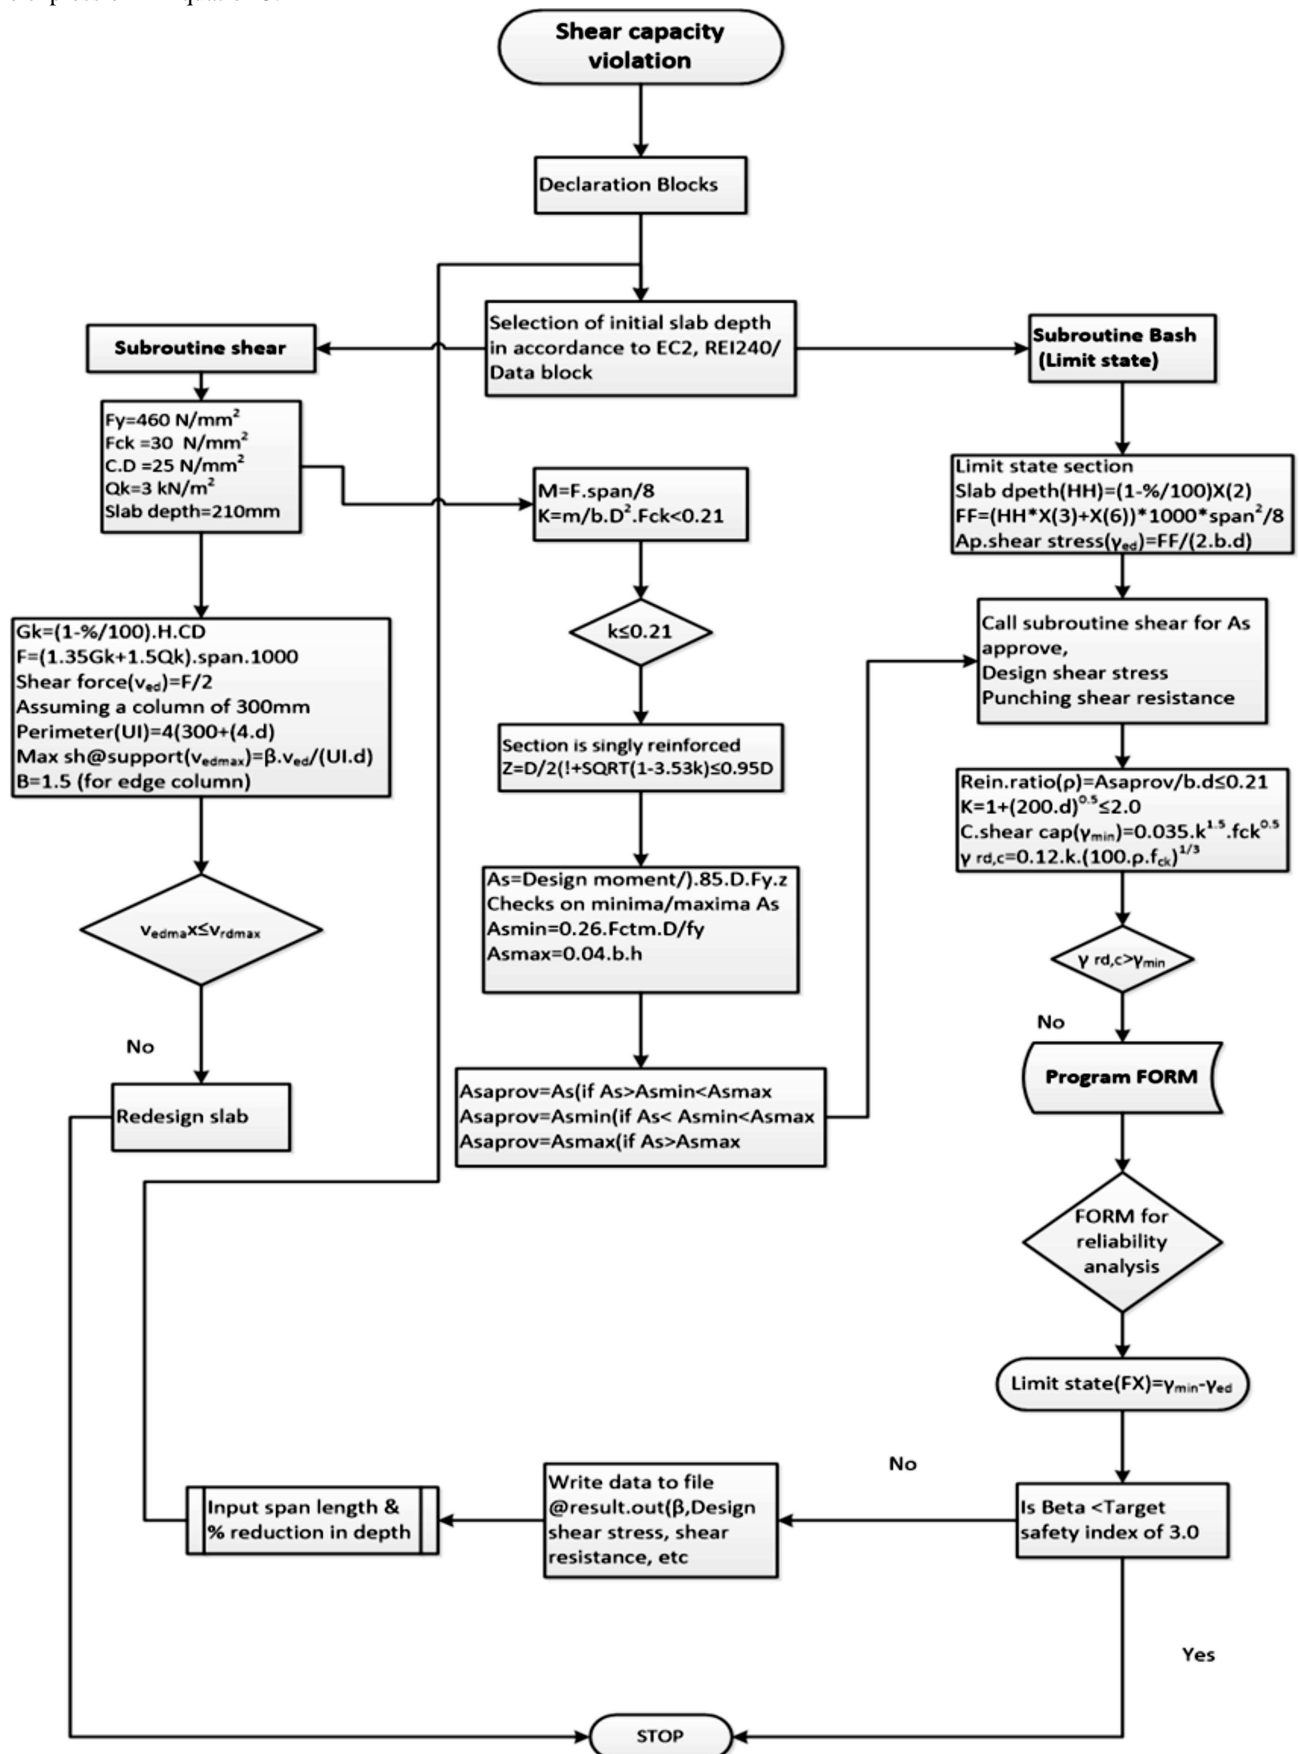 Shear capacity
violation
Declaration Blocks
Selection of initial slab depth
in accordance to EC2, REI240/
Data block
Subroutine shear
Subroutine Bash
(Limit state)
Fy=460 N/mm²
Fck =30 N/mm²
C.D =25 N/mm²
Qk=3 kN/m²
Slab depth=210mm
M=F.span/8
K=m/b.D².Fck<0.21
Limit state section
Slab dpeth(HH)=(1-%/100)X(2)
FF=(HH*X(3)+X(6))*1000*span²/8
Ap.shear stress(γed)=FF/(2.b.d)
Gk=(1-%/100).H.CD
F=(1.35Gk+1.5Qk).span.1000
Shear force(ved)=F/2
Assuming a column of 300mm
Perimeter(UI)=4(300+(4.d)
Max sh@support(vedmax)=β.ved/(UI.d)
B=1.5 (for edge column)
k≤0.21
Call subroutine shear for As
approve,
Design shear stress
Punching shear resistance
Section is singly reinforced
Z=D/2(!+SQRT(1-3.53k)≤0.95D
Rein.ratio(ρ)=Asaprov/b.d≤0.21
K=1+(200.d)^0.5≤2.0
C.shear cap(γmin)=0.035.k^1.5.fck^0.5
γ rd,c=0.12.k.(100.ρ.fck)^1/3
As=Design moment/).85.D.Fy.z
Checks on minima/maxima As
Asmin=0.26.Fctm.D/fy
Asmax=0.04.b.h
vedmax≤vrdmax
γ rd,c>γmin
No
No
Redesign slab
Program FORM
Asaprov=As(if As>Asmin<Asmax
Asaprov=Asmin(if As< Asmin<Asmax
Asaprov=Asmax(if As>Asmax
FORM for
reliability
analysis
Limit state(FX)=γmin-γed
No
Is Beta <Target
safety index of 3.0
Write data to file
@result.out(β,Design
shear stress, shear
resistance, etc
Input span length &
% reduction in depth
Yes
STOP